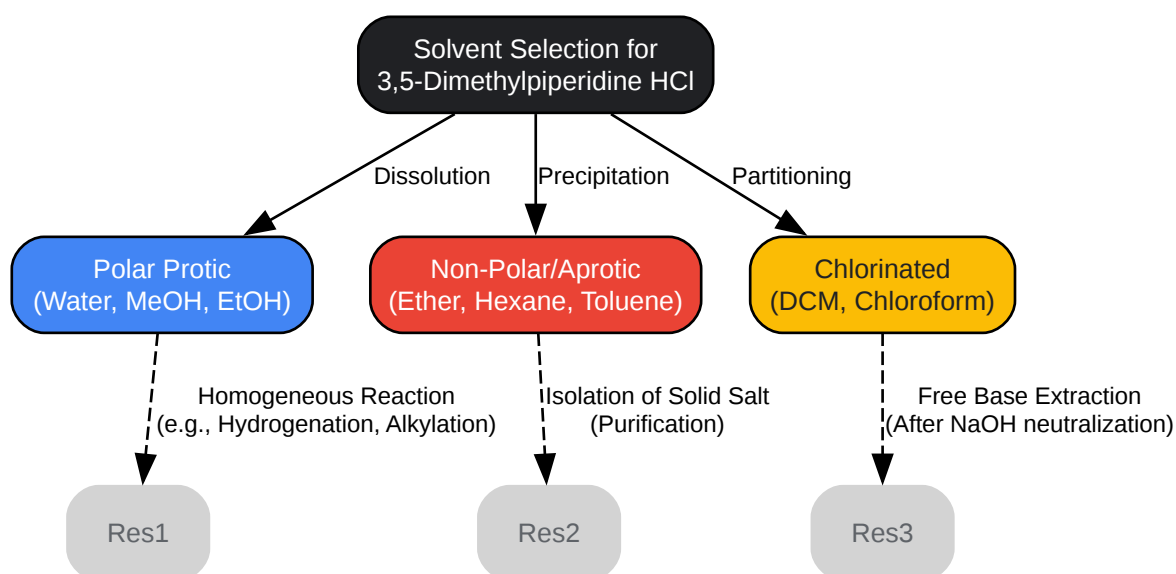 Solvent Selection for
3,5-Dimethylpiperidine HCl
Dissolution
Precipitation
Partitioning
Polar Protic
(Water, MeOH, EtOH)
Non-Polar/Aprotic
(Ether, Hexane, Toluene)
Chlorinated
(DCM, Chloroform)
Homogeneous Reaction
(e.g., Hydrogenation, Alkylation)
Isolation of Solid Salt
(Purification)
Free Base Extraction
(After NaOH neutralization)
Res1
Res2
Res3